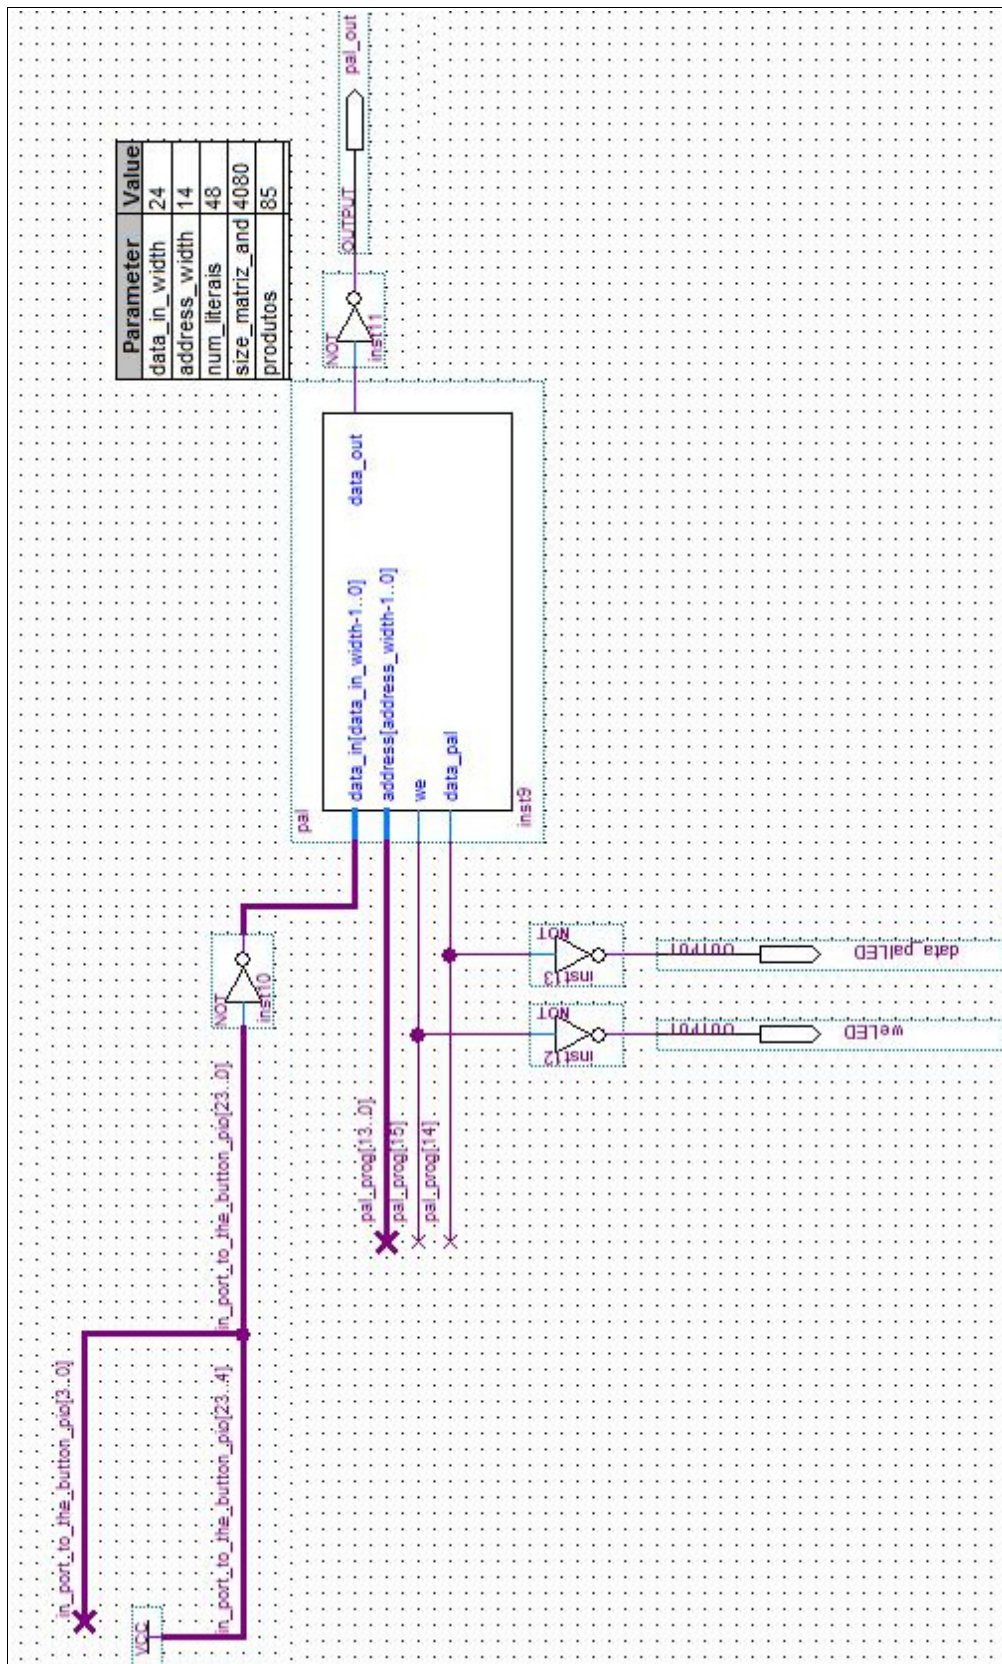 Parameter Value
data_in_width 24
address_width 14
num_literais 48
size_matriz_and 4080
produtos 85
VCC
in_port_to_the_button_pio[3..0]
in_port_to_the_button_pio[23..4]
in_port_to_the_button_pio[23..0]
NOT
inst10
pal
data_in[data_in_width-1..0]
data_out
address[address_width-1..0]
we
data_pal
inst9
NOT
inst11
OUTPUT
pal_out
pal_prog[13..0]
pal_prog[15]
pal_prog[14]
NOT
inst13
OUTPUT
data_palLED
NOT
inst12
OUTPUT
weLED